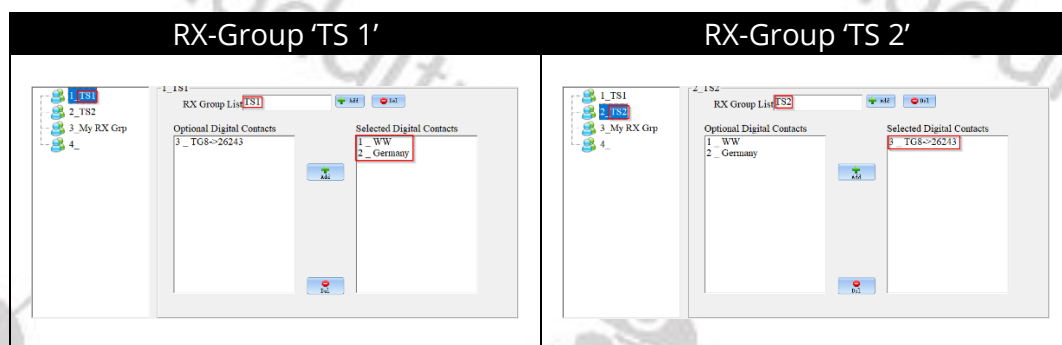 RX-Group ‘TS 1’
1_TS1
2_TS2
3_My RX Grp
4_
1_TS1
RX Group List TS1
Add
Del
Optional Digital Contacts
3 _ TG8->26243
Add
Del
Selected Digital Contacts
1 _ WW
2 _ Germany
RX-Group ‘TS 2’
1_TS1
2_TS2
3_My RX Grp
4_
2_TS2
RX Group List TS2
Add
Del
Optional Digital Contacts
1 _ WW
2 _ Germany
Add
Del
Selected Digital Contacts
3 _ TG8->26243